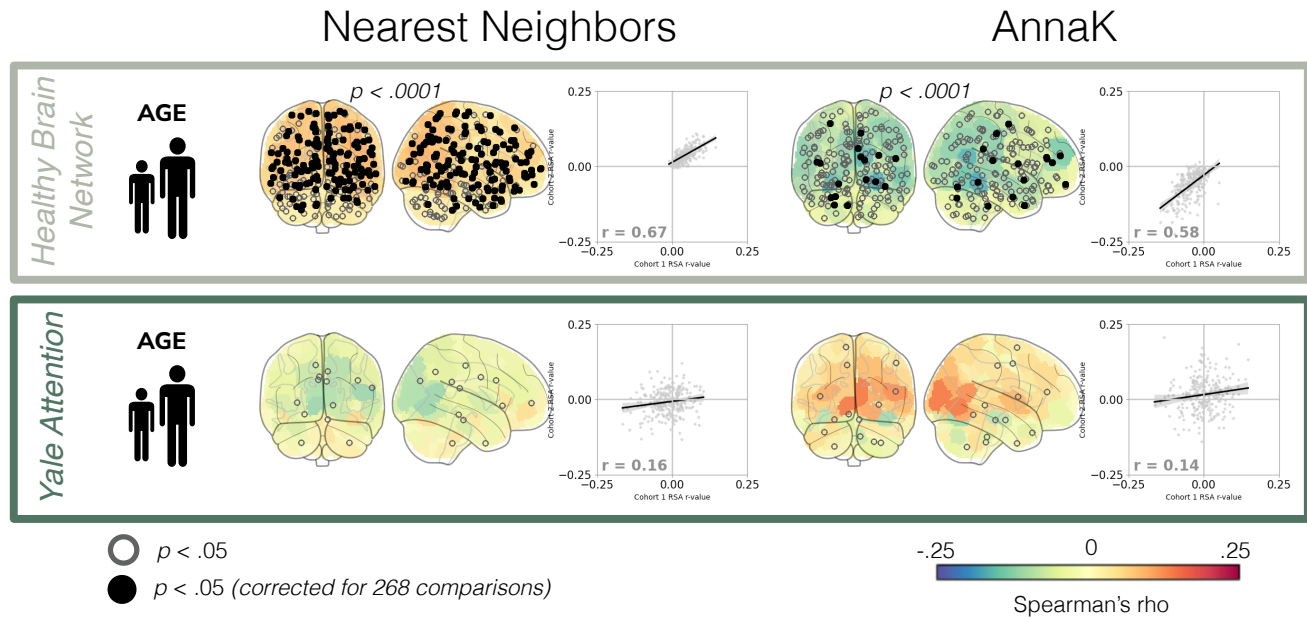 Nearest Neighbors
AnnaK
Healthy Brain
Network
AGE
p < .0001
0.25
0.00
−0.25
−0.25
0.00
0.25
Cohort 2 RSA r-value
Cohort 1 RSA r-value
r = 0.67
p < .0001
0.25
0.00
−0.25
−0.25
0.00
0.25
Cohort 2 RSA r-value
Cohort 1 RSA r-value
r = 0.58
Yale Attention
AGE
0.25
0.00
−0.25
−0.25
0.00
0.25
Cohort 2 RSA r-value
Cohort 1 RSA r-value
r = 0.16
0.25
0.00
−0.25
−0.25
0.00
0.25
Cohort 2 RSA r-value
Cohort 1 RSA r-value
r = 0.14
p < .05
p < .05 (corrected for 268 comparisons)
-.25
0
.25
Spearman's rho